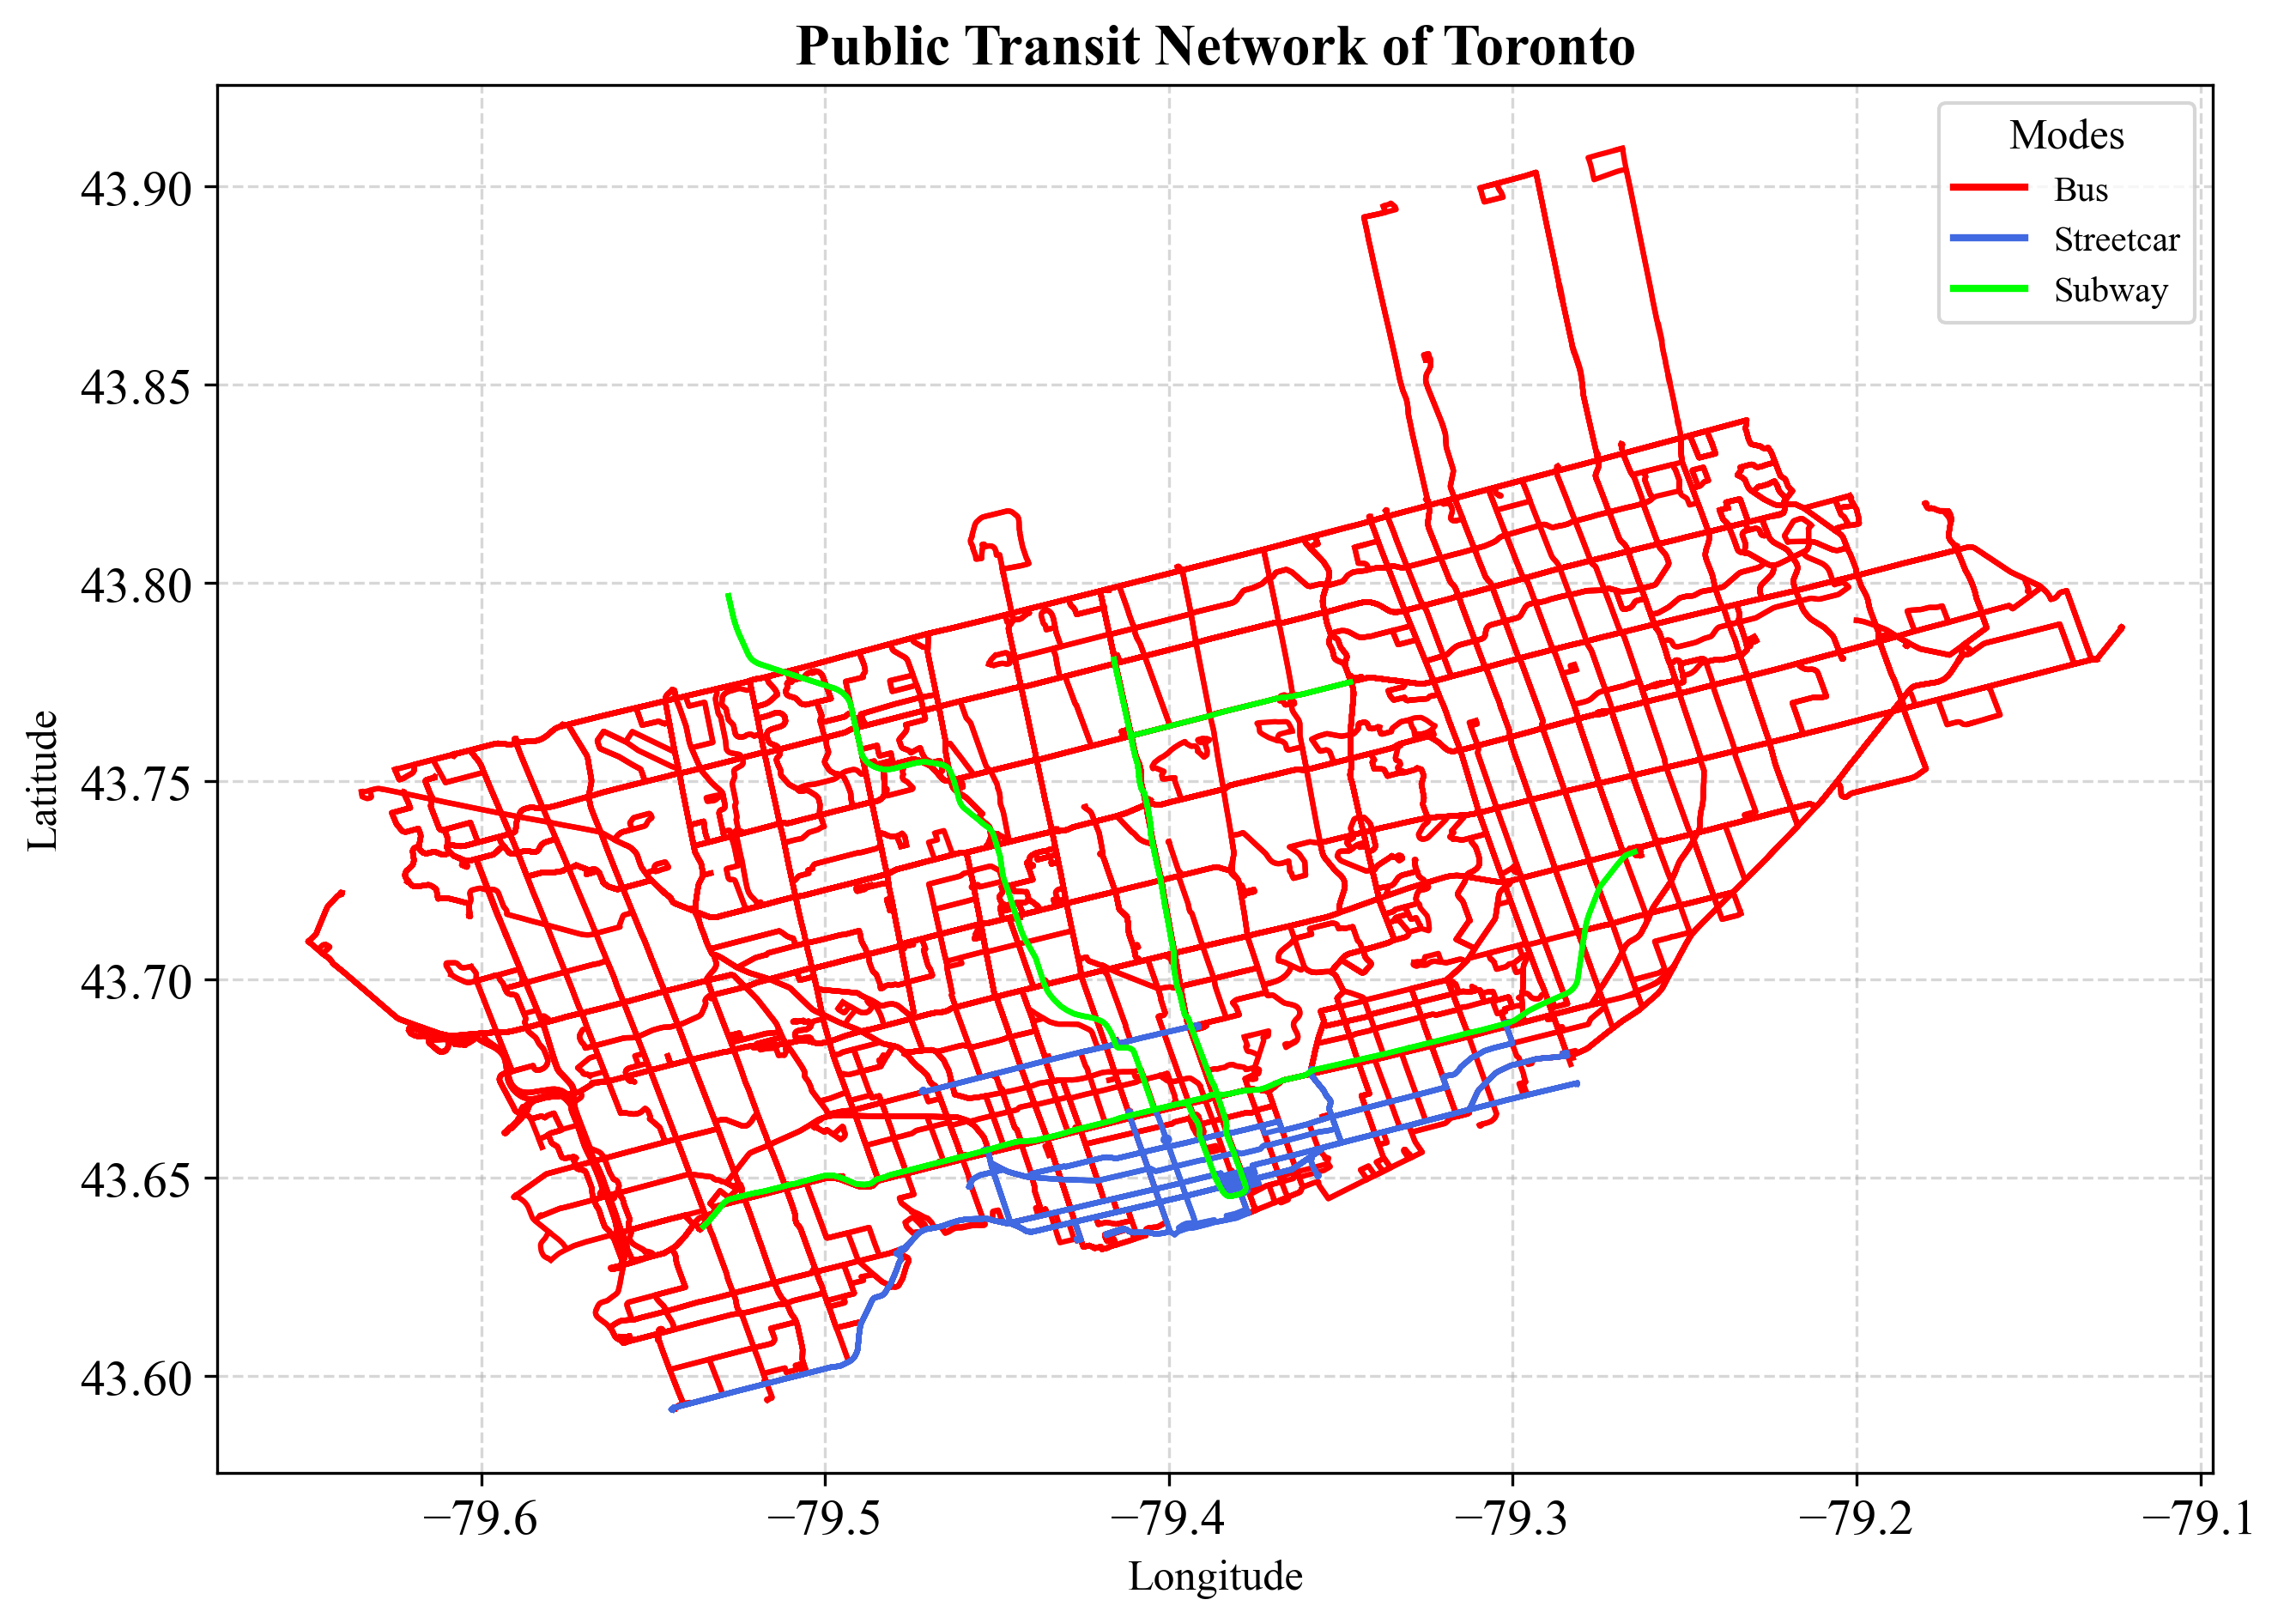 Public Transit Network of Toronto
Modes
Bus
Streetcar
Subway
43.90
43.85
43.80
43.75
43.70
43.65
43.60
Latitude
−79.6
−79.5
−79.4
−79.3
−79.2
−79.1
Longitude